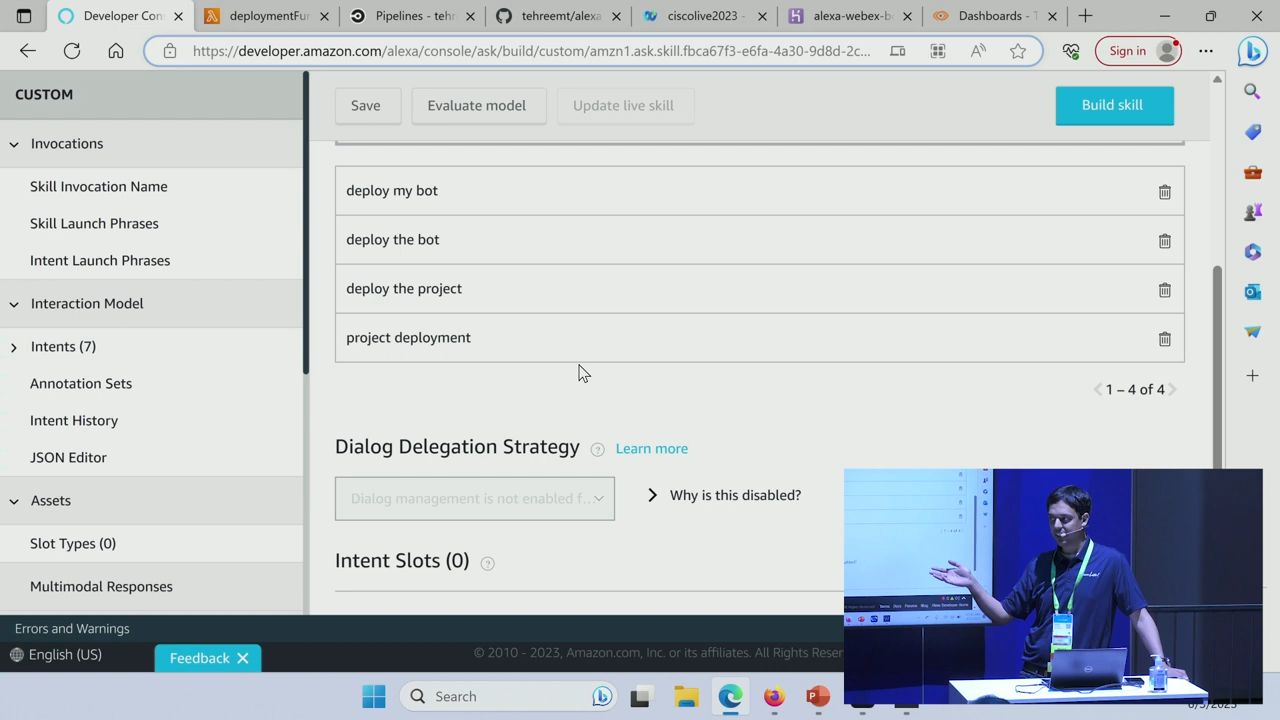 Developer Con
deploymentFur
Pipelines - tehr
tehreemt/alexa
ciscolive2023 -
alexa-webex-b
Dashboards - T
https://developer.amazon.com/alexa/console/ask/build/custom/amzn1.ask.skill.fbca67f3-e6fa-4a30-9d8d-2c...
Sign in
CUSTOM
Save
Evaluate model
Update live skill
Build skill
Invocations
Skill Invocation Name
Skill Launch Phrases
Intent Launch Phrases
Interaction Model
Intents (7)
Annotation Sets
Intent History
JSON Editor
Assets
Slot Types (0)
Multimodal Responses
deploy my bot
deploy the bot
deploy the project
project deployment
1 – 4 of 4
Dialog Delegation Strategy
Learn more
Dialog management is not enabled f...
Why is this disabled?
Intent Slots (0)
Errors and Warnings
English (US)
Feedback
© 2010 - 2023, Amazon.com, Inc. or its affiliates. All Rights Reser
Search